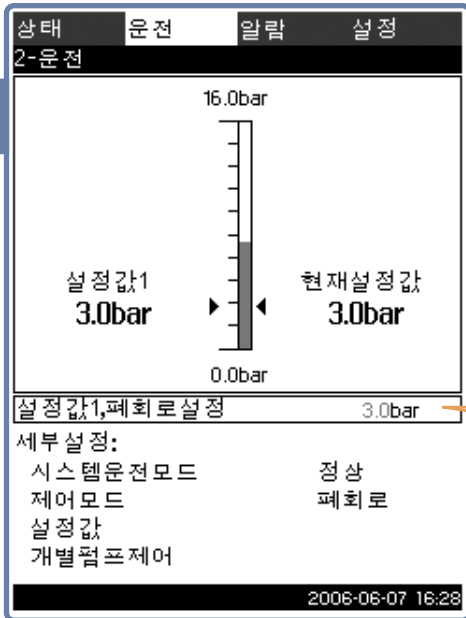 상태 운전 알람 설정
2-운전
16.0bar
설정값1 현재설정값
3.0bar 3.0bar
0.0bar
설정값1,폐회로설정 3.0bar
세부설정:
시스템운전모드 정상
제어모드 폐회로
설정값
개별펌프제어
2006-06-07 16:28